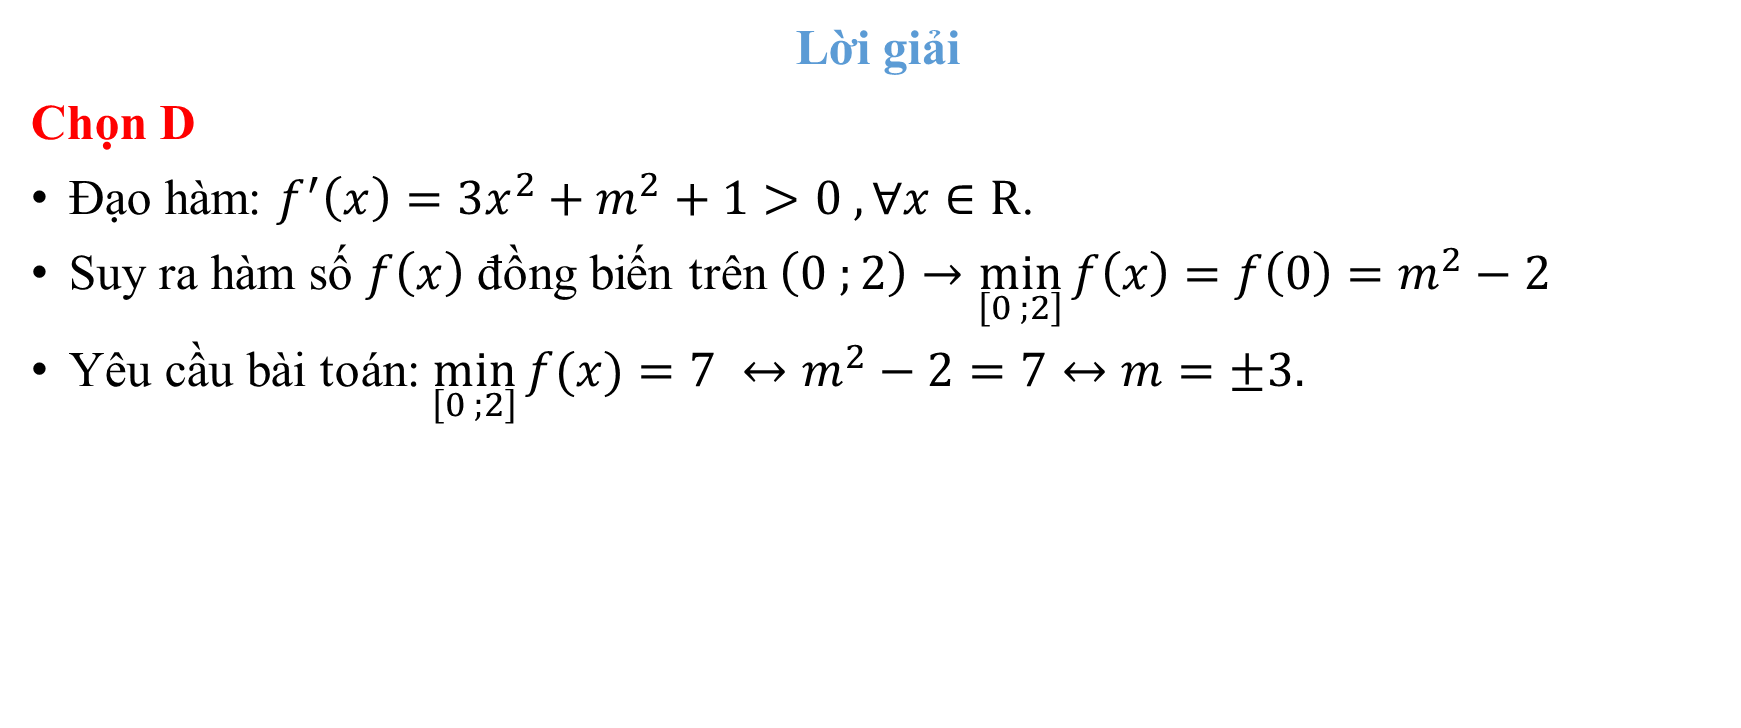 Lời giải
Chọn D
• Đạo hàm: f′(x) = 3x² + m² + 1 > 0 , ∀x ∈ R.
• Suy ra hàm số f(x) đồng biến trên (0 ; 2) → min f(x) = f(0) = m² − 2
[0 ;2]
• Yêu cầu bài toán: min f(x) = 7 ↔ m² − 2 = 7 ↔ m = ±3.
[0 ;2]